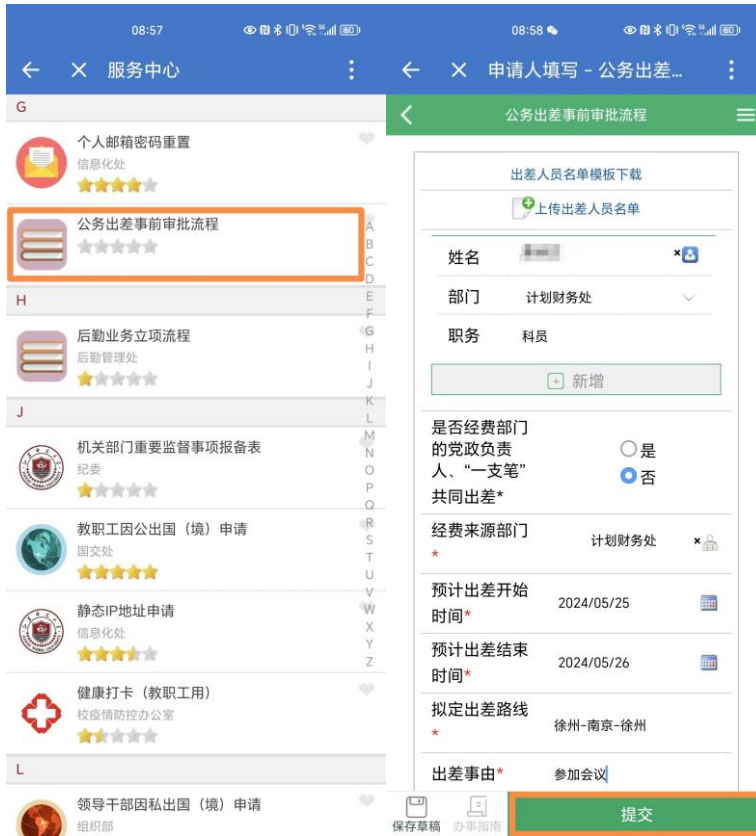 08:57
60
服务中心
G
个人邮箱密码重置
信息化处
公务出差事前审批流程
H
后勤业务立项流程
后勤管理处
J
机关部门重要监督事项报备表
纪委
教职工因公出国（境）申请
国交处
静态IP地址申请
信息化处
健康打卡（教职工用）
校疫情防控办公室
L
领导干部因私出国（境）申请
组织部
A
B
C
D
E
F
G
H
I
J
K
L
M
N
O
P
Q
R
S
T
U
V
W
X
Y
Z
08:58
60
申请人填写 - 公务出差...
公务出差事前审批流程
出差人员名单模板下载
上传出差人员名单
姓名
部门 计划财务处
职务 科员
新增
是否经费部门
的党政负责
人、“一支笔”
共同出差*
是
否
经费来源部门
*
计划财务处
预计出差开始
时间*
2024/05/25
预计出差结束
时间*
2024/05/26
拟定出差路线
*
徐州-南京-徐州
出差事由* 参加会议
保存草稿
办事指南
提交